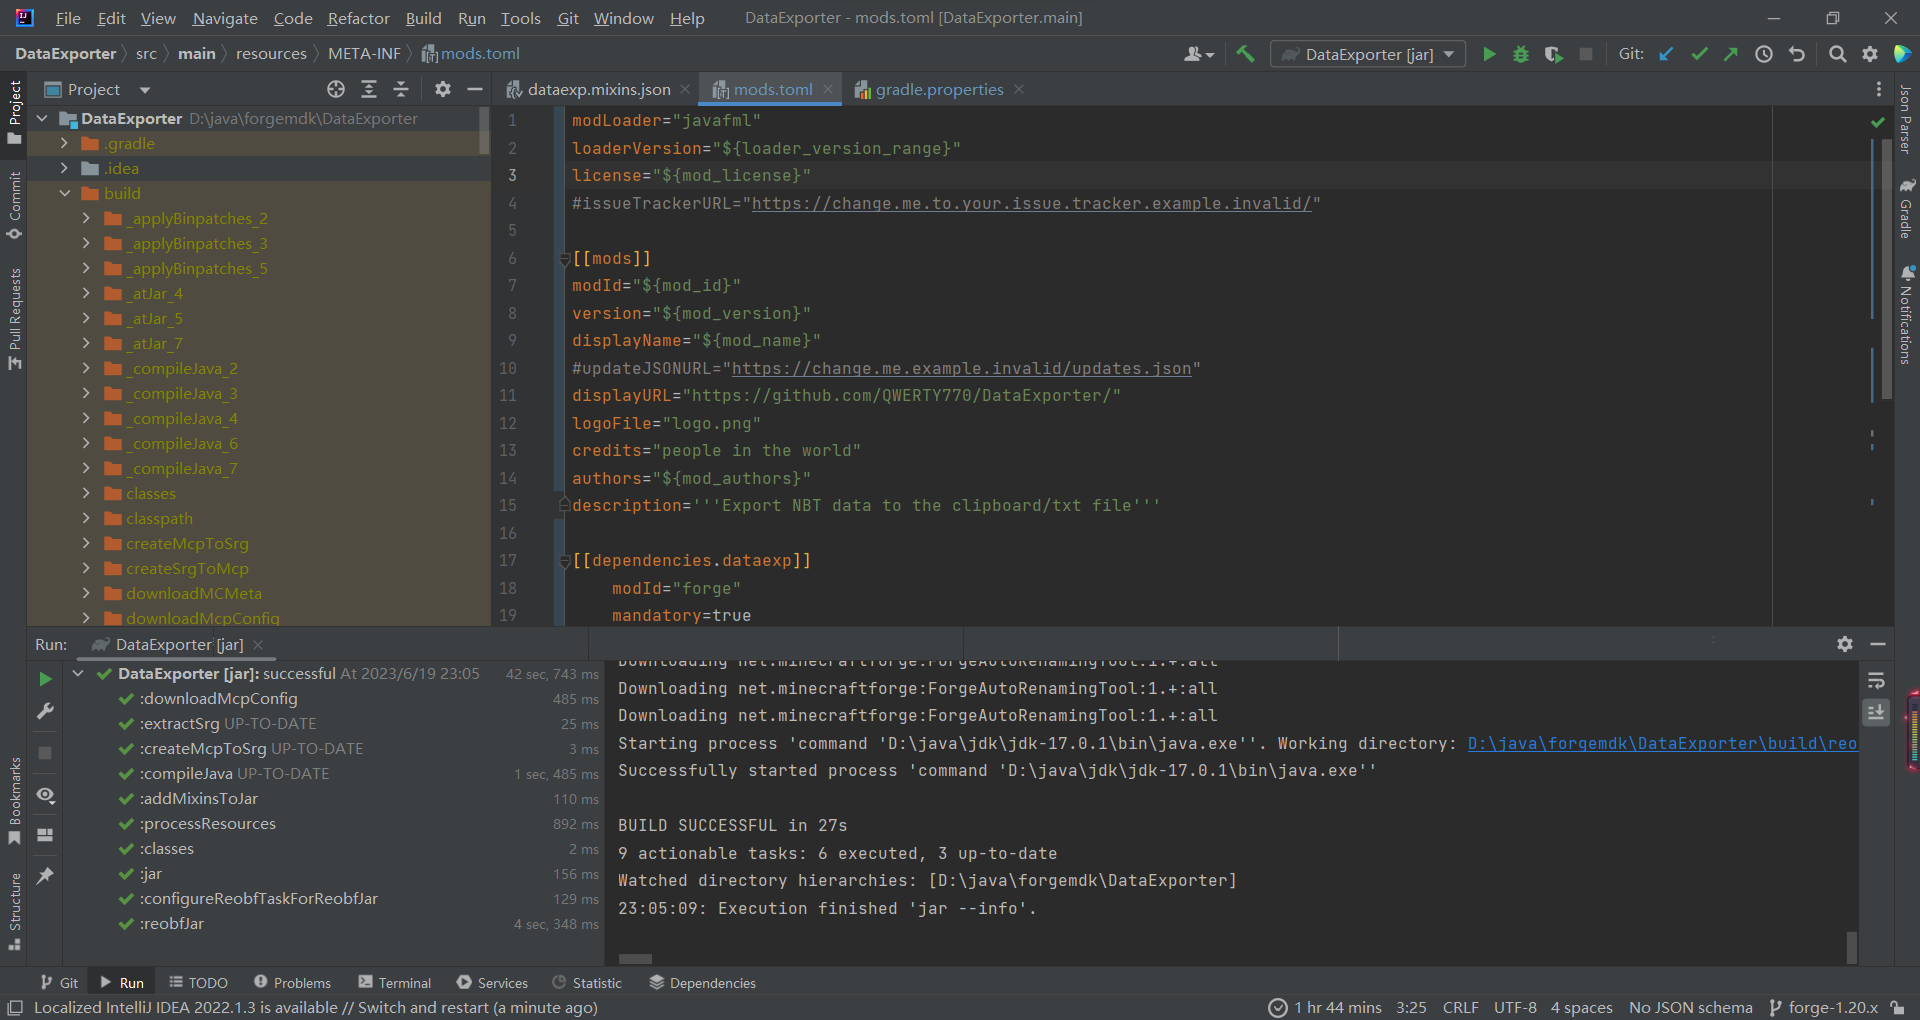 File Edit View Navigate Code Refactor Build Run Tools Git Window Help DataExporter - mods.toml [DataExporter.main]
DataExporter src main resources META-INF mods.toml
DataExporter [jar]
Git:
Project
dataexp.mixins.json
mods.toml
gradle.properties
Project
Commit
Pull Requests
Bookmarks
Structure
DataExporter D:\java\forgemdk\DataExporter
.gradle
.idea
build
_applyBinpatches_2
_applyBinpatches_3
_applyBinpatches_5
_atJar_4
_atJar_5
_atJar_7
_compileJava_2
_compileJava_3
_compileJava_4
_compileJava_6
_compileJava_7
classes
classpath
createMcpToSrg
createSrgToMcp
downloadMCMeta
downloadMcpConfig
1 modLoader="javafml"
2 loaderVersion="${loader_version_range}"
3 license="${mod_license}"
4 #issueTrackerURL="https://change.me.to.your.issue.tracker.example.invalid/"
5
6 [[mods]]
7 modId="${mod_id}"
8 version="${mod_version}"
9 displayName="${mod_name}"
10 #updateJSONURL="https://change.me.example.invalid/updates.json"
11 displayURL="https://github.com/QWERTY770/DataExporter/"
12 logoFile="logo.png"
13 credits="people in the world"
14 authors="${mod_authors}"
15 description='''Export NBT data to the clipboard/txt file'''
16
17 [[dependencies.dataexp]]
18 modId="forge"
19 mandatory=true
Json Parser
Gradle
Notifications
Run: DataExporter [jar]
DataExporter [jar]: successful At 2023/6/19 23:05 42 sec, 743 ms
:downloadMcpConfig 485 ms
:extractSrg UP-TO-DATE 25 ms
:createMcpToSrg UP-TO-DATE 3 ms
:compileJava UP-TO-DATE 1 sec, 485 ms
:addMixinsToJar 110 ms
:processResources 892 ms
:classes 2 ms
:jar 156 ms
:configureReobfTaskForReobfJar 129 ms
:reobfJar 4 sec, 348 ms
Downloading net.minecraftforge:ForgeAutoRenamingTool:1.+:all
Downloading net.minecraftforge:ForgeAutoRenamingTool:1.+:all
Downloading net.minecraftforge:ForgeAutoRenamingTool:1.+:all
Starting process 'command 'D:\java\jdk\jdk-17.0.1\bin\java.exe''. Working directory: D:\java\forgemdk\DataExporter\build\reo
Successfully started process 'command 'D:\java\jdk\jdk-17.0.1\bin\java.exe''
BUILD SUCCESSFUL in 27s
9 actionable tasks: 6 executed, 3 up-to-date
Watched directory hierarchies: [D:\java\forgemdk\DataExporter]
23:05:09: Execution finished 'jar --info'.
Git Run TODO Problems Terminal Services Statistic Dependencies
Localized IntelliJ IDEA 2022.1.3 is available // Switch and restart (a minute ago) 1 hr 44 mins 3:25 CRLF UTF-8 4 spaces No JSON schema forge-1.20.x